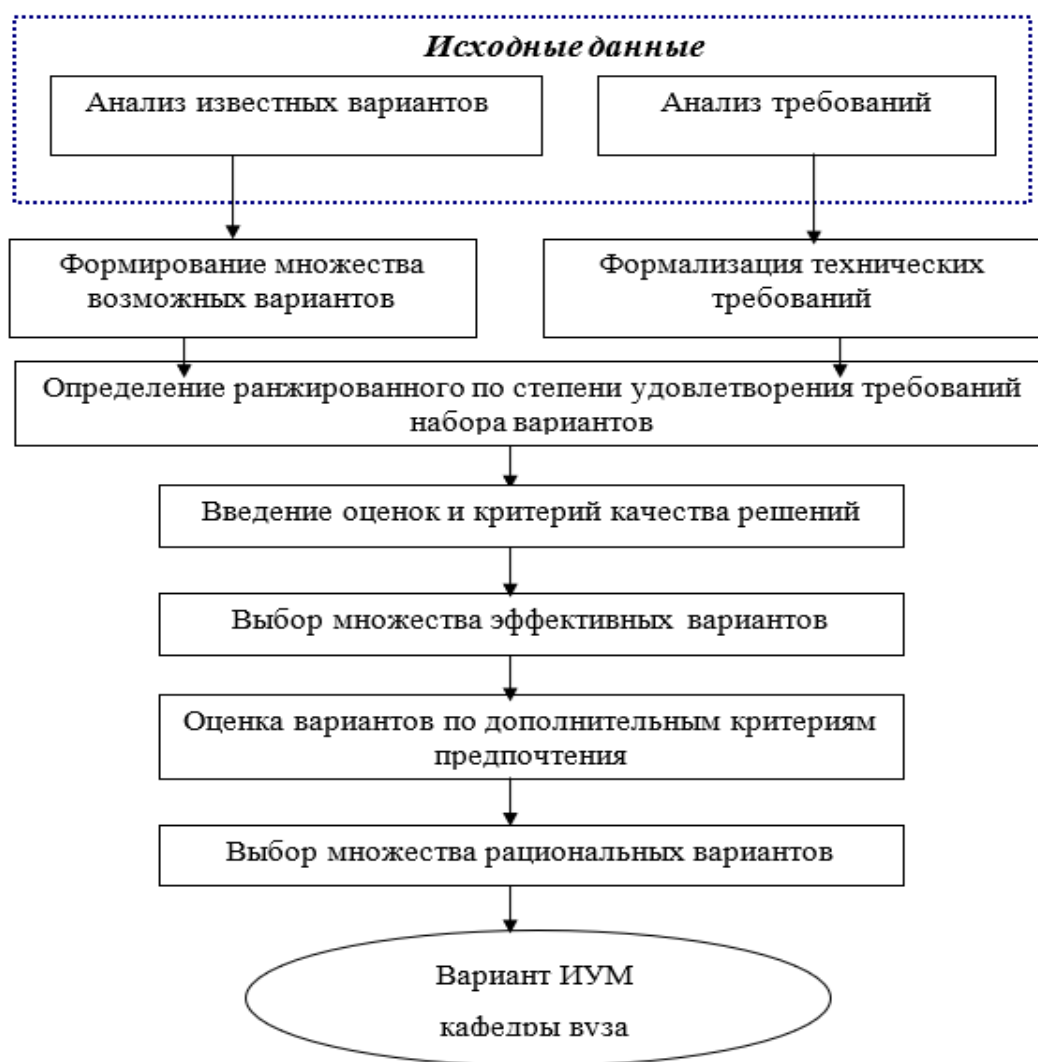 Исходные данные
Анализ известных вариантов
Анализ требований
Формирование множества
возможных вариантов
Формализация технических
требований
Определение ранжированного по степени удовлетворения требований
набора вариантов
Введение оценок и критерий качества решений
Выбор множества эффективных вариантов
Оценка вариантов по дополнительным критериям
предпочтения
Выбор множества рациональных вариантов
Вариант ИУМ
кафедры вуза